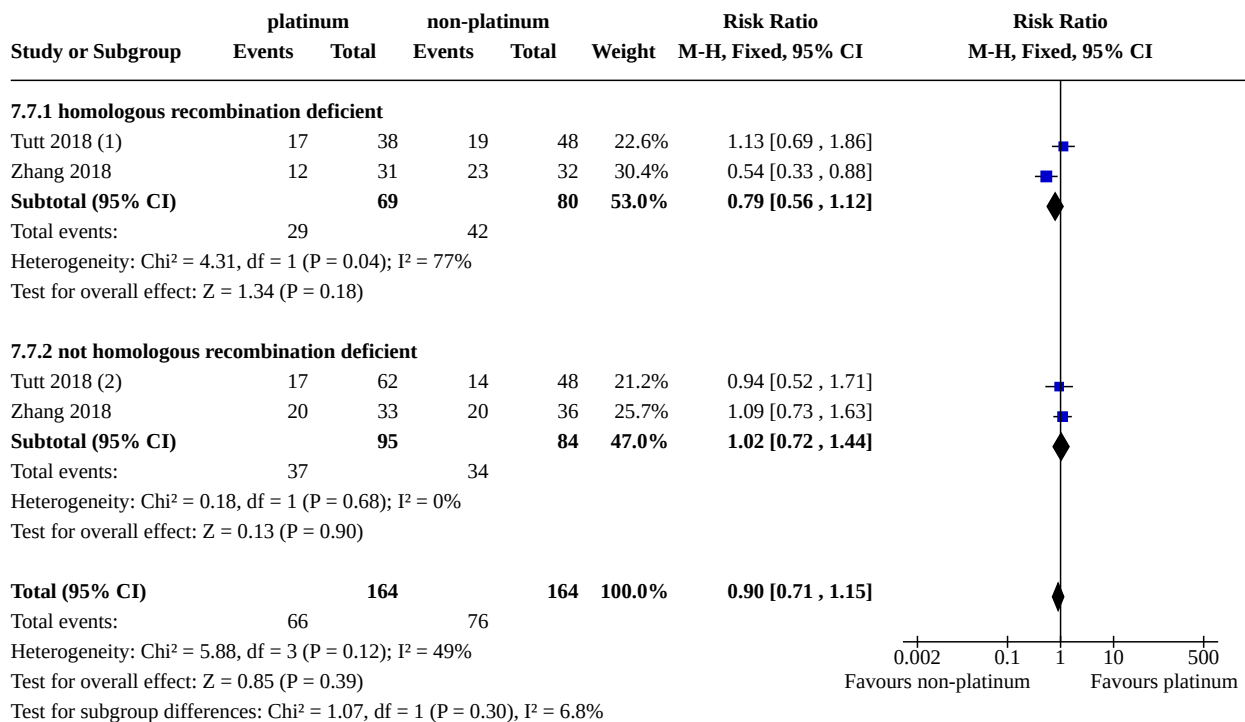 platinum non-platinum Risk Ratio Risk Ratio
Study or Subgroup Events Total Events Total Weight M-H, Fixed, 95% CI M-H, Fixed, 95% CI
7.7.1 homologous recombination deficient
Tutt 2018 (1) 17 38 19 48 22.6% 1.13 [0.69 , 1.86]
Zhang 2018 12 31 23 32 30.4% 0.54 [0.33 , 0.88]
Subtotal (95% CI) 69 80 53.0% 0.79 [0.56 , 1.12]
Total events: 29 42
Heterogeneity: Chi² = 4.31, df = 1 (P = 0.04); I² = 77%
Test for overall effect: Z = 1.34 (P = 0.18)
7.7.2 not homologous recombination deficient
Tutt 2018 (2) 17 62 14 48 21.2% 0.94 [0.52 , 1.71]
Zhang 2018 20 33 20 36 25.7% 1.09 [0.73 , 1.63]
Subtotal (95% CI) 95 84 47.0% 1.02 [0.72 , 1.44]
Total events: 37 34
Heterogeneity: Chi² = 0.18, df = 1 (P = 0.68); I² = 0%
Test for overall effect: Z = 0.13 (P = 0.90)
Total (95% CI) 164 164 100.0% 0.90 [0.71 , 1.15]
Total events: 66 76
Heterogeneity: Chi² = 5.88, df = 3 (P = 0.12); I² = 49%
0.002 0.1 1 10 500
Test for overall effect: Z = 0.85 (P = 0.39)
Favours non-platinum Favours platinum
Test for subgroup differences: Chi² = 1.07, df = 1 (P = 0.30), I² = 6.8%